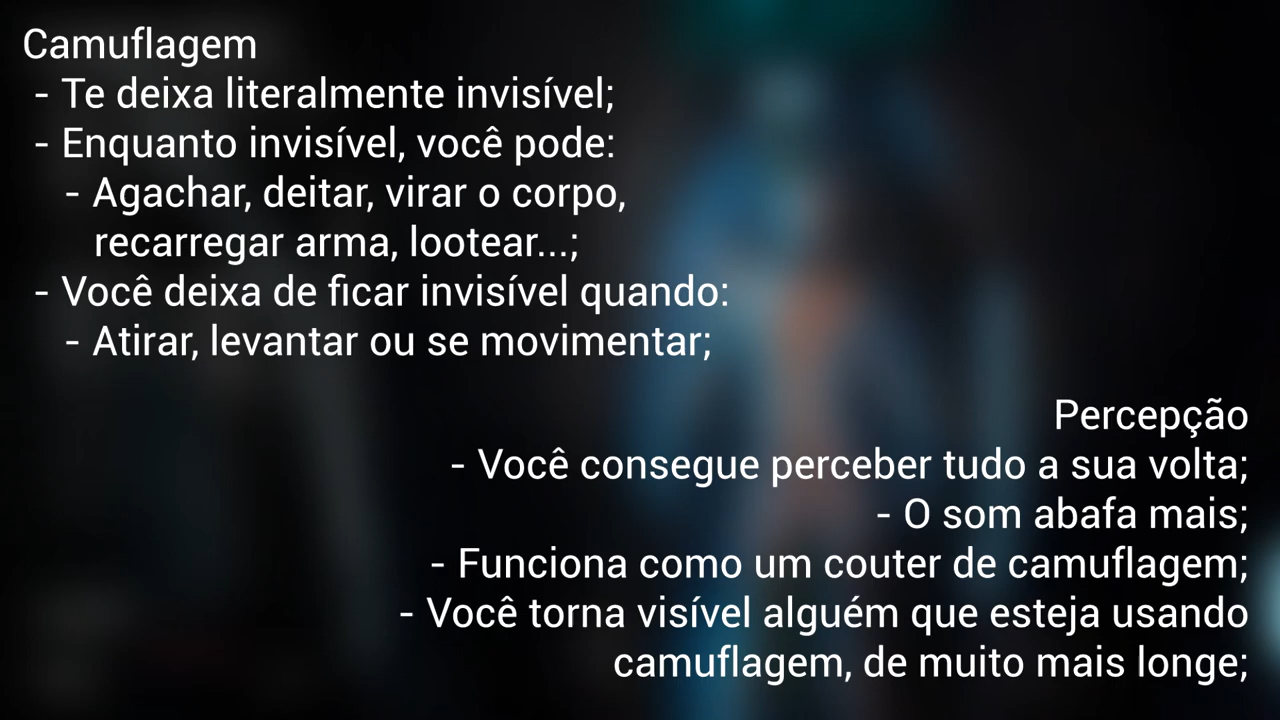 Camuflagem
- Te deixa literalmente invisível;
- Enquanto invisível, você pode:
- Agachar, deitar, virar o corpo,
recarregar arma, lootear...;
- Você deixa de ficar invisível quando:
- Atirar, levantar ou se movimentar;
Percepção
- Você consegue perceber tudo a sua volta;
- O som abafa mais;
- Funciona como um couter de camuflagem;
- Você torna visível alguém que esteja usando
camuflagem, de muito mais longe;